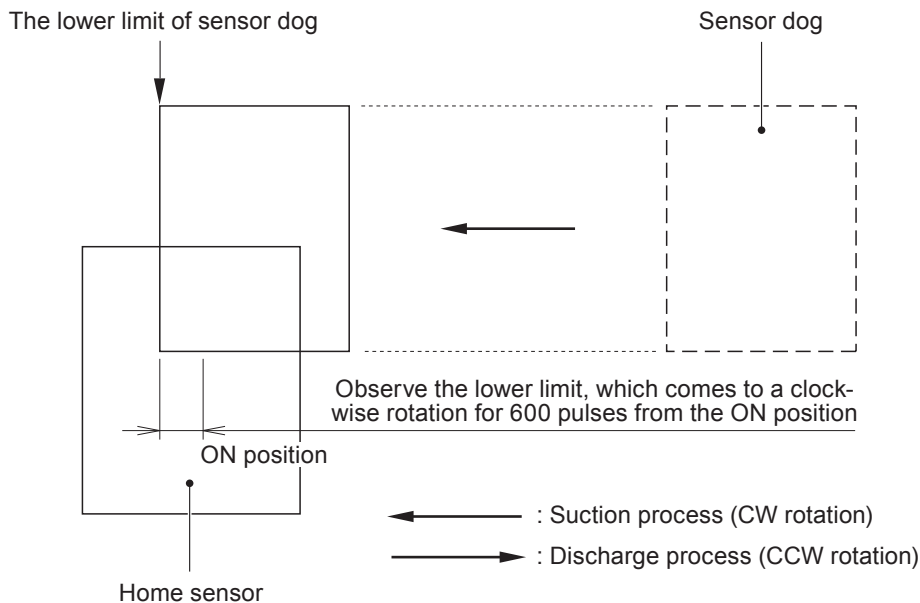 The lower limit of sensor dog
Sensor dog
Observe the lower limit, which comes to a clock-
wise rotation for 600 pulses from the ON position
ON position
: Suction process (CW rotation)
: Discharge process (CCW rotation)
Home sensor